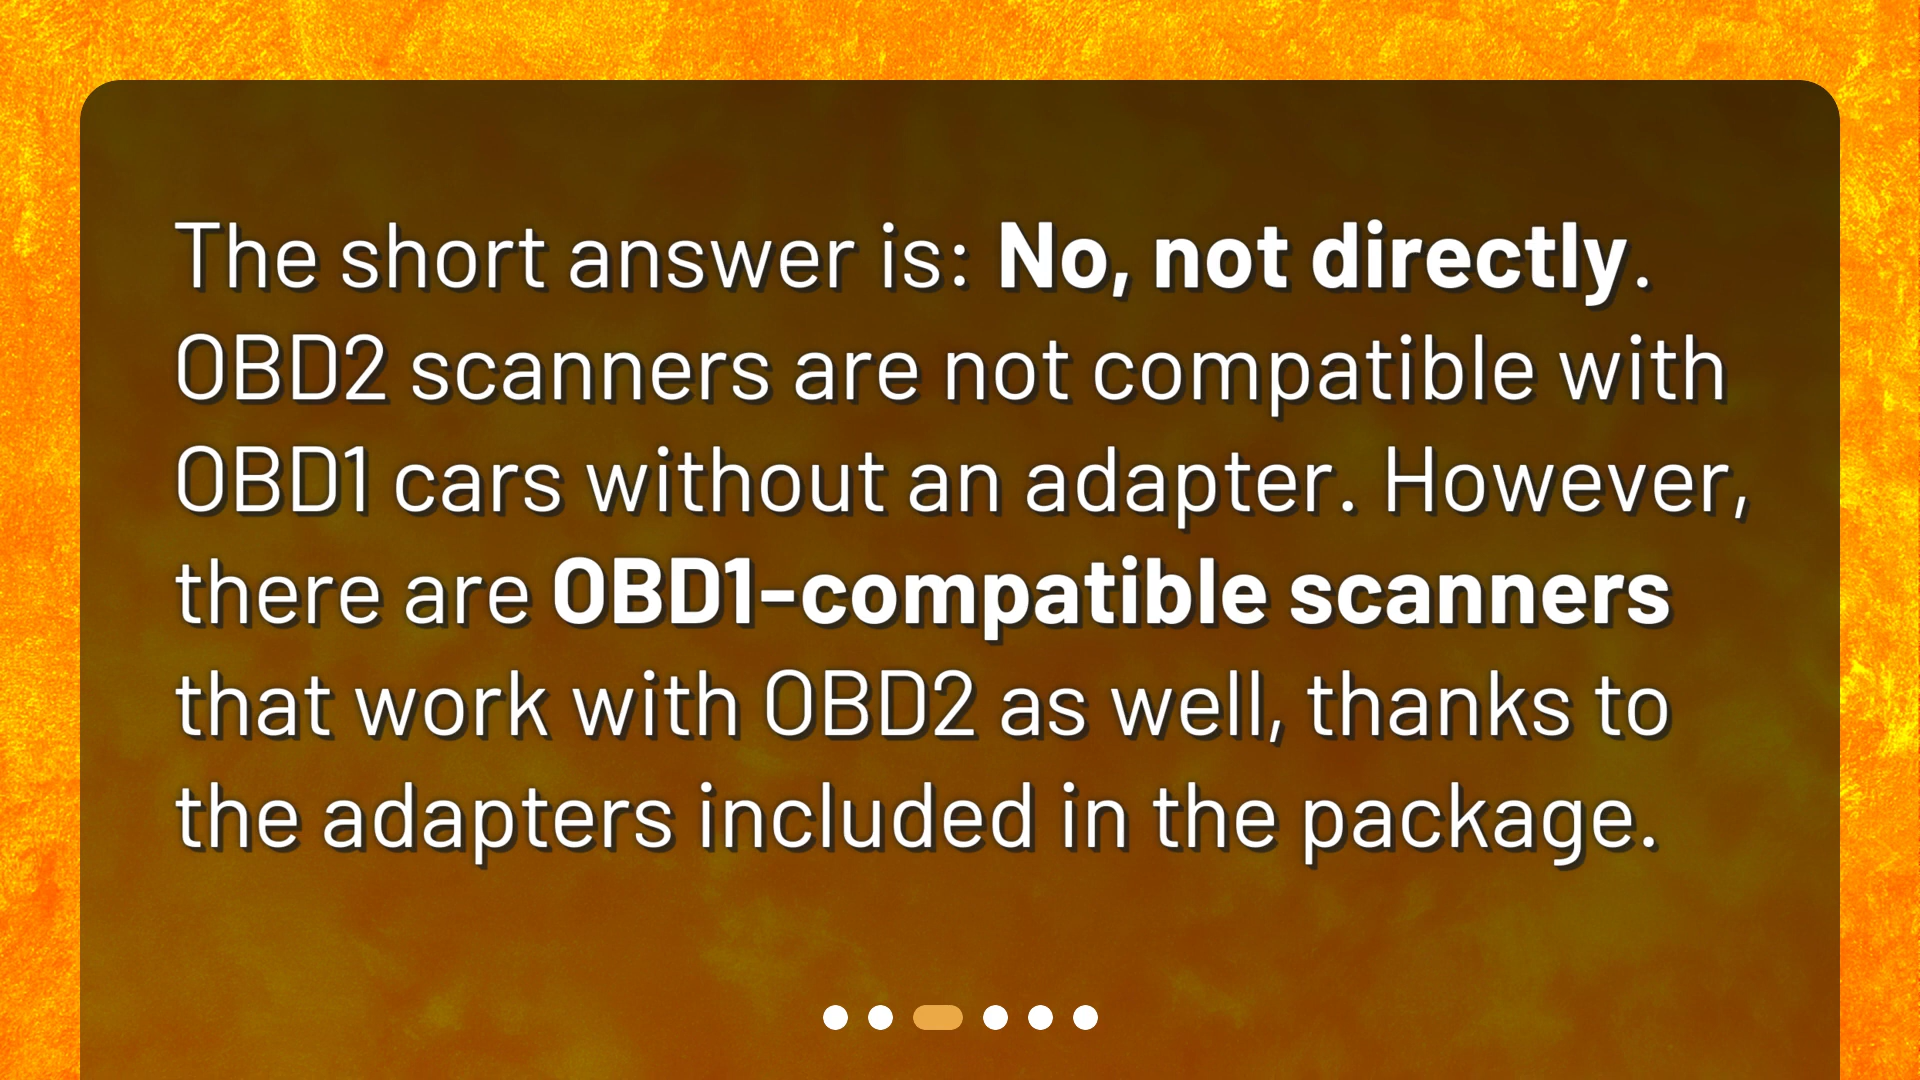 The short answer is: No, not directly.
OBD2 scanners are not compatible with
OBD1 cars without an adapter. However,
there are OBD1-compatible scanners
that work with OBD2 as well, thanks to
the adapters included in the package.